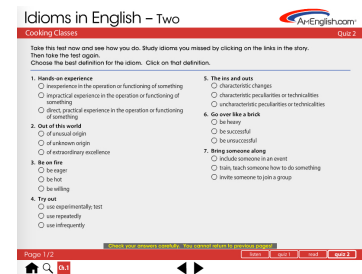 Idioms in English – Two
ArtEnglish.com
Cooking Classes
Quiz 2
Take this test now and see how you do. Study idioms you missed by clicking on the links in the story.
Then take the test again.
Choose the best definition for the idiom. Click on that definition.
1. Hands-on experience
inexperience in the operation or functioning of something
impractical experience in the operation or functioning of
something
direct, practical experience in the operation or functioning
of something
2. Out of this world
of unusual origin
of unknown origin
of extraordinary excellence
3. Be on fire
be eager
be hot
be willing
4. Try out
use experimentally; test
use repeatedly
use infrequently
5. The ins and outs
characteristic changes
characteristic peculiarities or technicalities
uncharacteristic peculiarities or technicalities
6. Go over like a brick
be heavy
be successful
be unsuccessful
7. Bring someone along
include someone in an event
train, teach someone how to do something
invite someone to join a group
Check your answers carefully. You cannot return to previous pages!
Page 1/2
listen
quiz 1
read
quiz 2
Ch.1